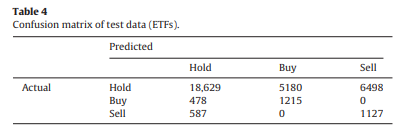 Table 4
Confusion matrix of test data (ETFs).
Predicted
Hold Buy Sell
Actual Hold 18,629 5180 6498
Buy 478 1215 0
Sell 587 0 1127